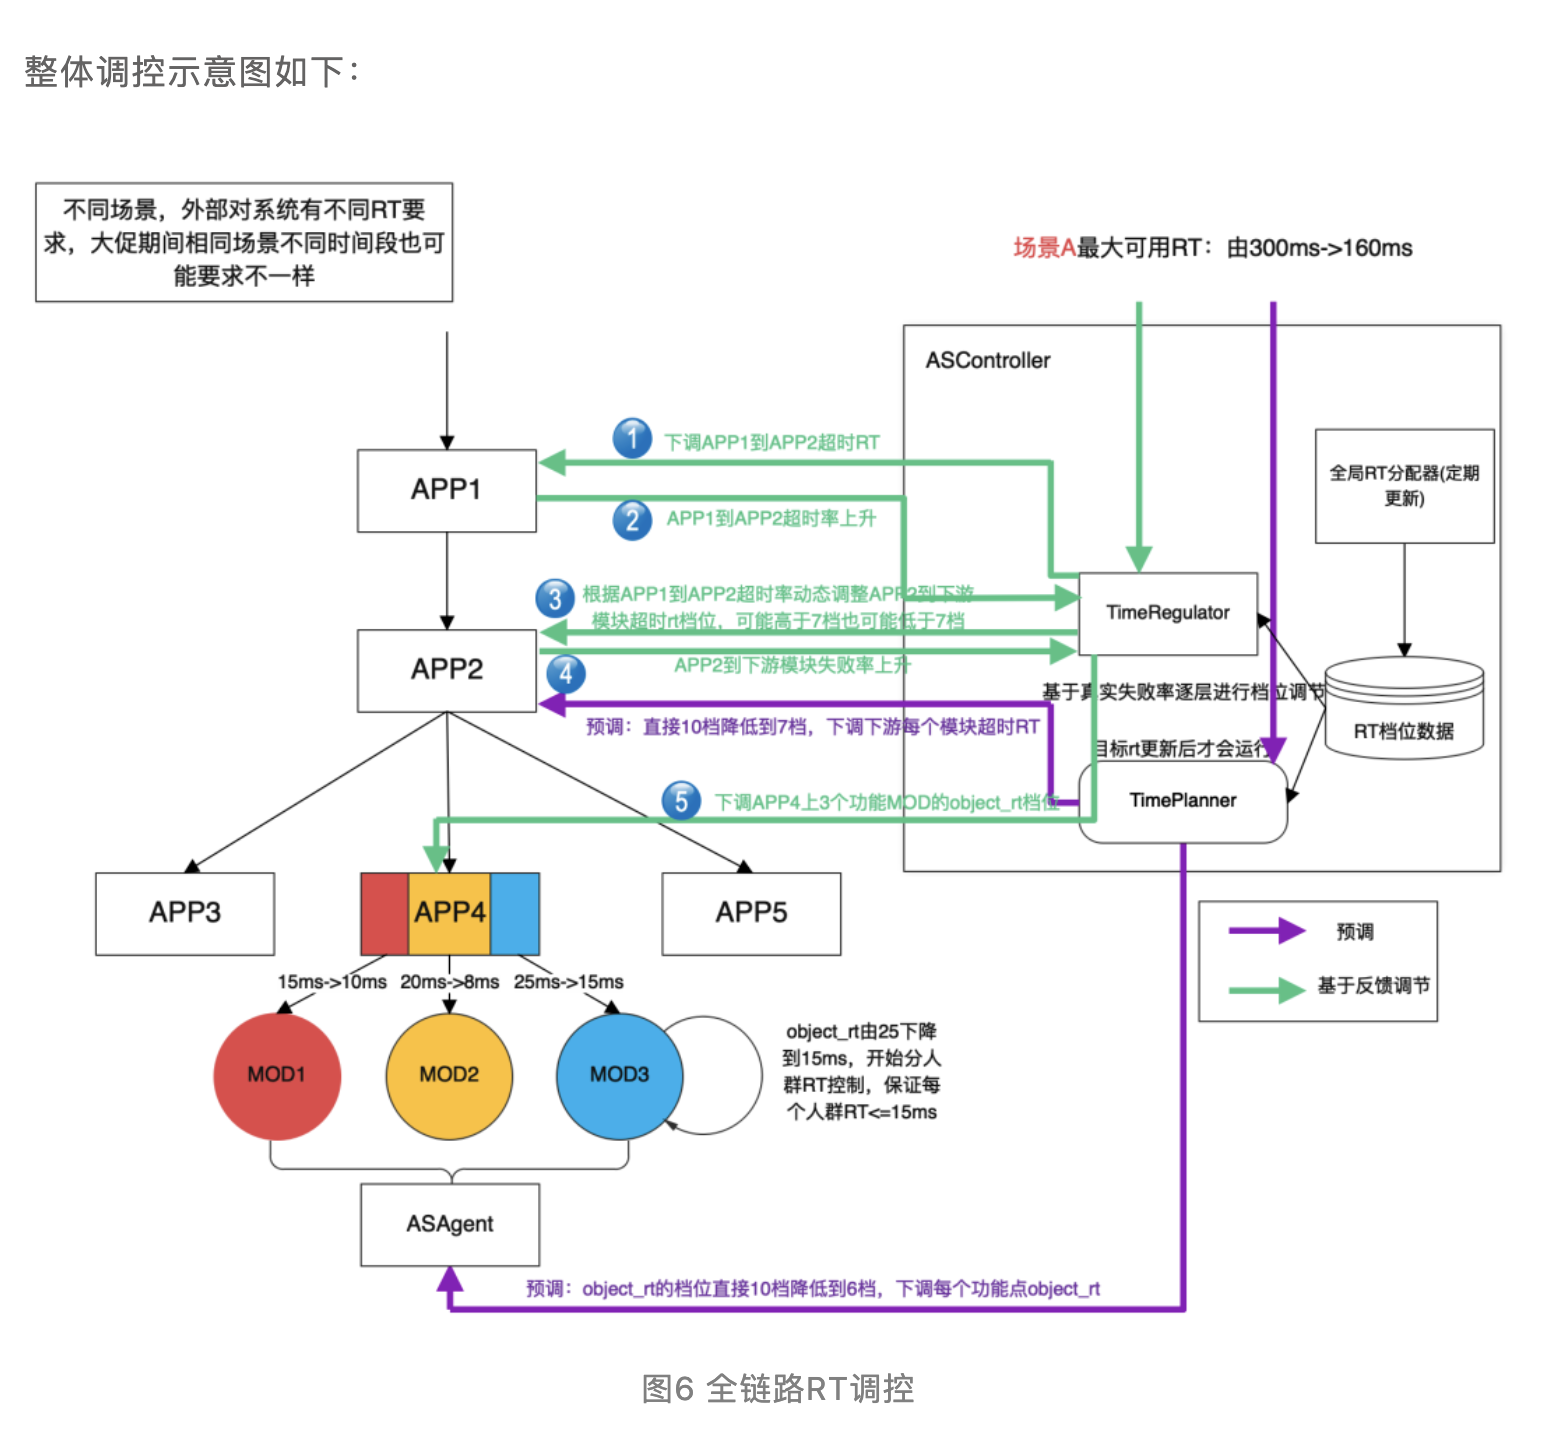 整体调控示意图如下：
不同场景，外部对系统有不同RT要
求，大促期间相同场景不同时间段也可
能要求不一样
场景A最大可用RT：由300ms->160ms
ASController
1
下调APP1到APP2超时RT
APP1
2
APP1到APP2超时率上升
全局RT分配器(定期
更新)
3
根据APP1到APP2超时率动态调整APP2到下游
模块超时rt档位，可能高于7档也可能低于7档
TimeRegulator
APP2
4
APP2到下游模块失败率上升
基于真实失败率逐层进行档位调节
预调：直接10档降低到7档，下调下游每个模块超时RT
RT档位数据
目标rt更新后才会运行
TimePlanner
5
下调APP4上3个功能MOD的object_rt档位
APP3
APP4
APP5
预调
基于反馈调节
15ms->10ms
20ms->8ms
25ms->15ms
MOD1
MOD2
MOD3
object_rt由25下降
到15ms，开始分人
群RT控制，保证每
个人群RT<=15ms
ASAgent
预调：object_rt的档位直接10档降低到6档，下调每个功能点object_rt
图6 全链路RT调控